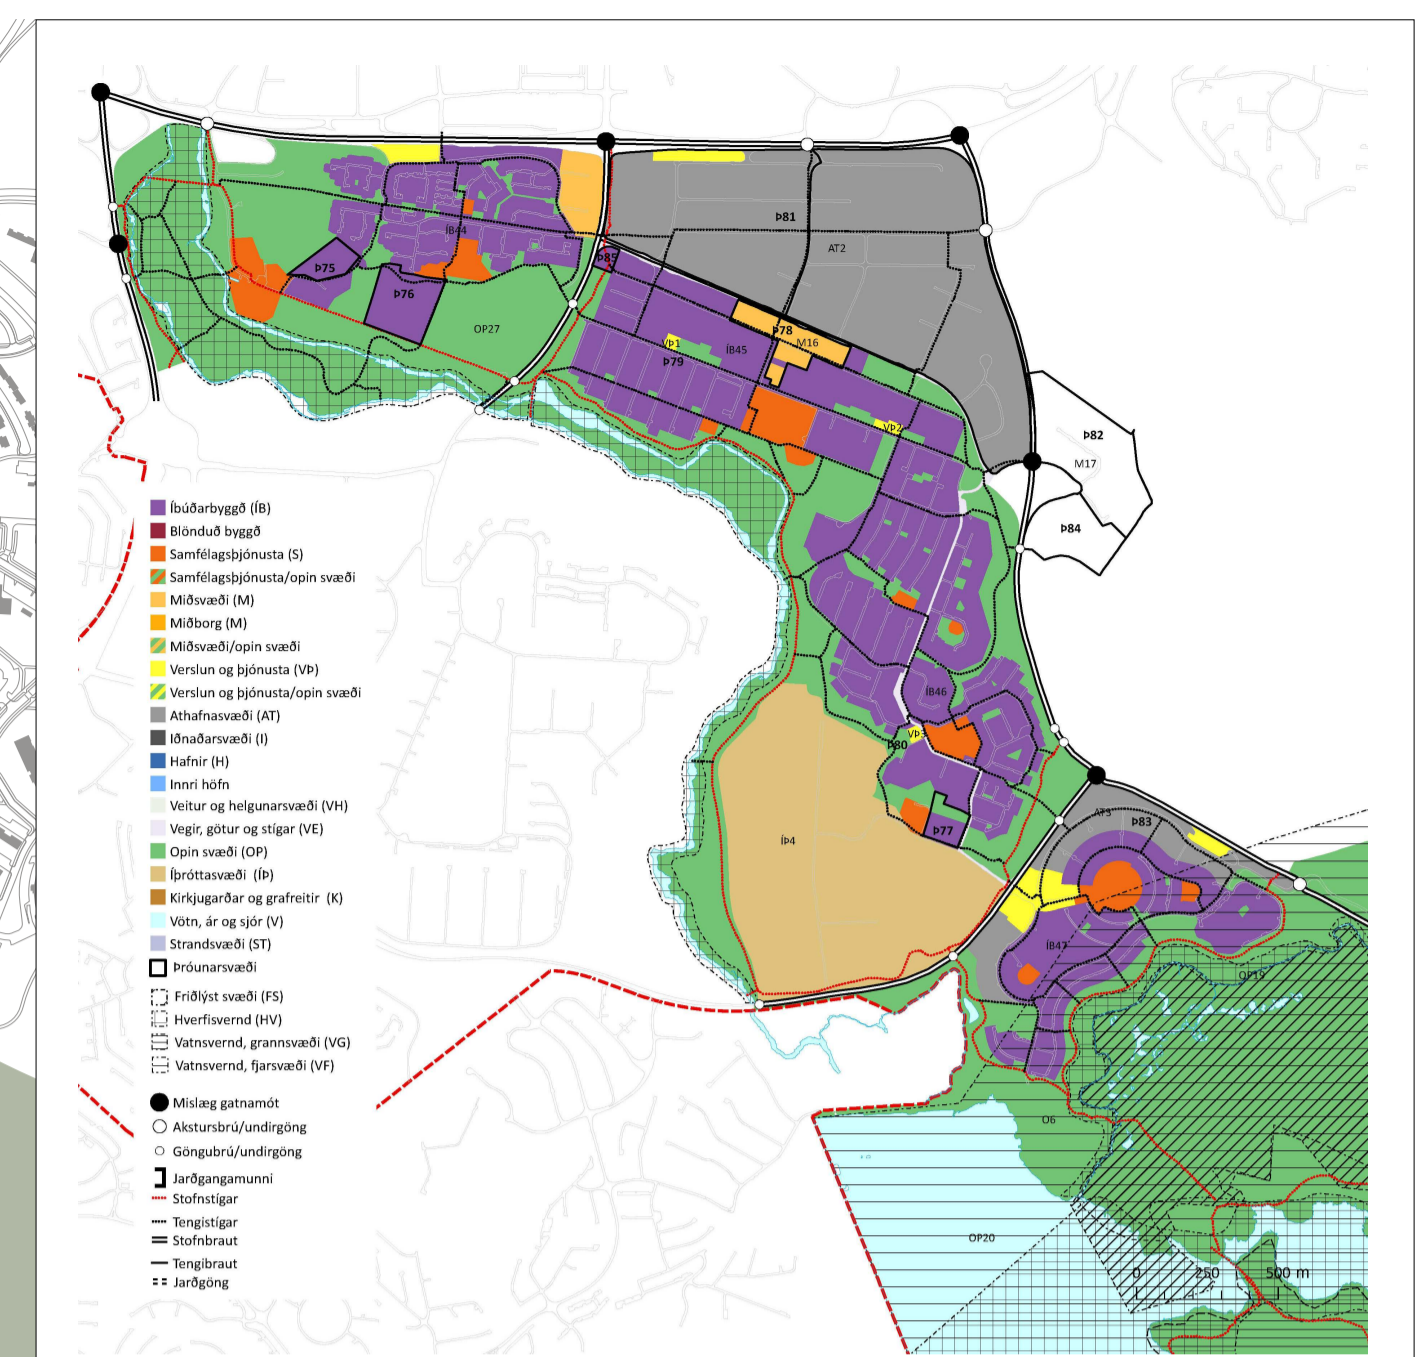 Þ81
AT2
ÍB44
Þ85
Þ75
Þ76
OP27
Þ78
M16
VÞ1
ÍB45
Þ79
VÞ2
Þ82
M17
Þ84
Íbúðarbyggð (ÍB)
Blönduð byggð
Samfélagsþjónusta (S)
Samfélagsþjónusta/opin svæði
Miðsvæði (M)
Miðborg (M)
Miðsvæði/opin svæði
Verslun og þjónusta (VÞ)
Verslun og þjónusta/opin svæði
Athafnasvæði (AT)
Iðnaðarsvæði (I)
Hafnir (H)
Innri höfn
Veitur og helgunarsvæði (VH)
Vegir, götur og stígar (VE)
Opin svæði (OP)
Íþróttasvæði (ÍÞ)
Kirkjugarðar og grafreitir (K)
Vötn, ár og sjór (V)
Strandsvæði (ST)
Þróunarsvæði
Friðlýst svæði (FS)
Hverfisvernd (HV)
Vatnsvernd, grannsvæði (VG)
Vatnsvernd, fjarsvæði (VF)
Mislæg gatnamót
Akstursbrú/undirgöng
Göngubrú/undirgöng
Jarðgangamunni
Stofnstígar
Tengistígar
Stofnbraut
Tengibraut
Jarðgöng
ÍB46
VÞ3
Þ80
AT3
Þ83
Þ77
ÍÞ4
ÍB47
OP19
O6
OP20
0 250 500 m